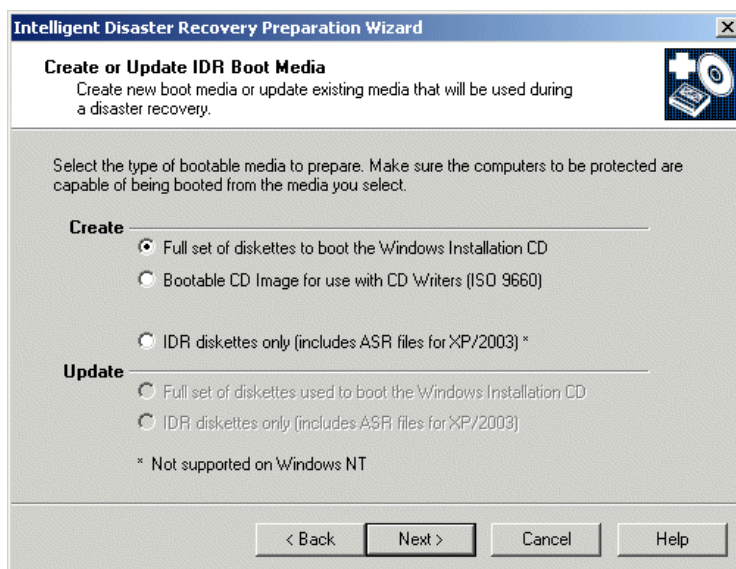 Intelligent Disaster Recovery Preparation Wizard
Create or Update IDR Boot Media
Create new boot media or update existing media that will be used during
a disaster recovery.
Select the type of bootable media to prepare. Make sure the computers to be protected are
capable of being booted from the media you select.
Create
Full set of diskettes to boot the Windows Installation CD
Bootable CD Image for use with CD Writers (ISO 9660)
IDR diskettes only (includes ASR files for XP/2003) *
Update
Full set of diskettes used to boot the Windows Installation CD
IDR diskettes only (includes ASR files for XP/2003)
* Not supported on Windows NT
< Back Next > Cancel Help